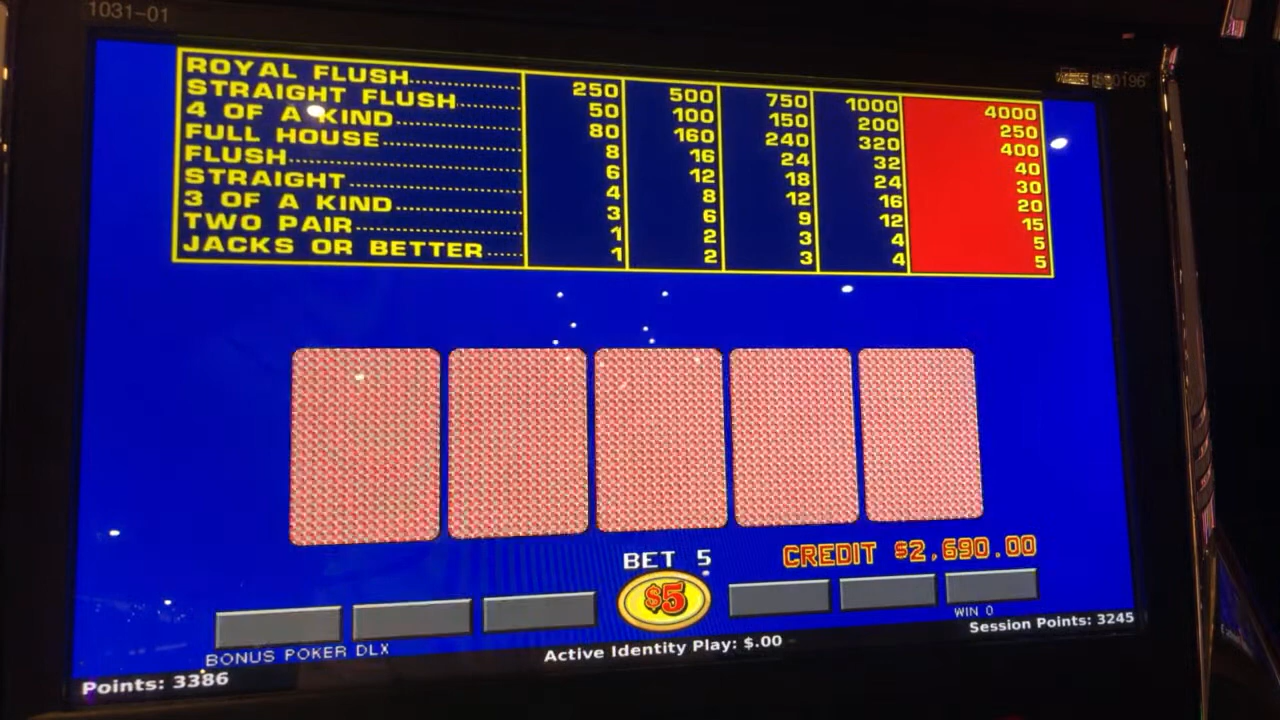 1031-01
ROYAL FLUSH 250 500 750 1000 4000
STRAIGHT FLUSH 50 100 150 200 250
4 OF A KIND 80 160 240 320 400
FULL HOUSE 8 16 24 32 40
FLUSH 6 12 18 24 30
STRAIGHT 4 8 12 16 20
3 OF A KIND 3 6 9 12 15
TWO PAIR 1 2 3 4 5
JACKS OR BETTER 1 2 3 4 5
BET 5
CREDIT $2,690.00
$5
WIN 0
BONUS POKER DLX
Active Identity Play: $.00
Session Points: 3245
Points: 3386